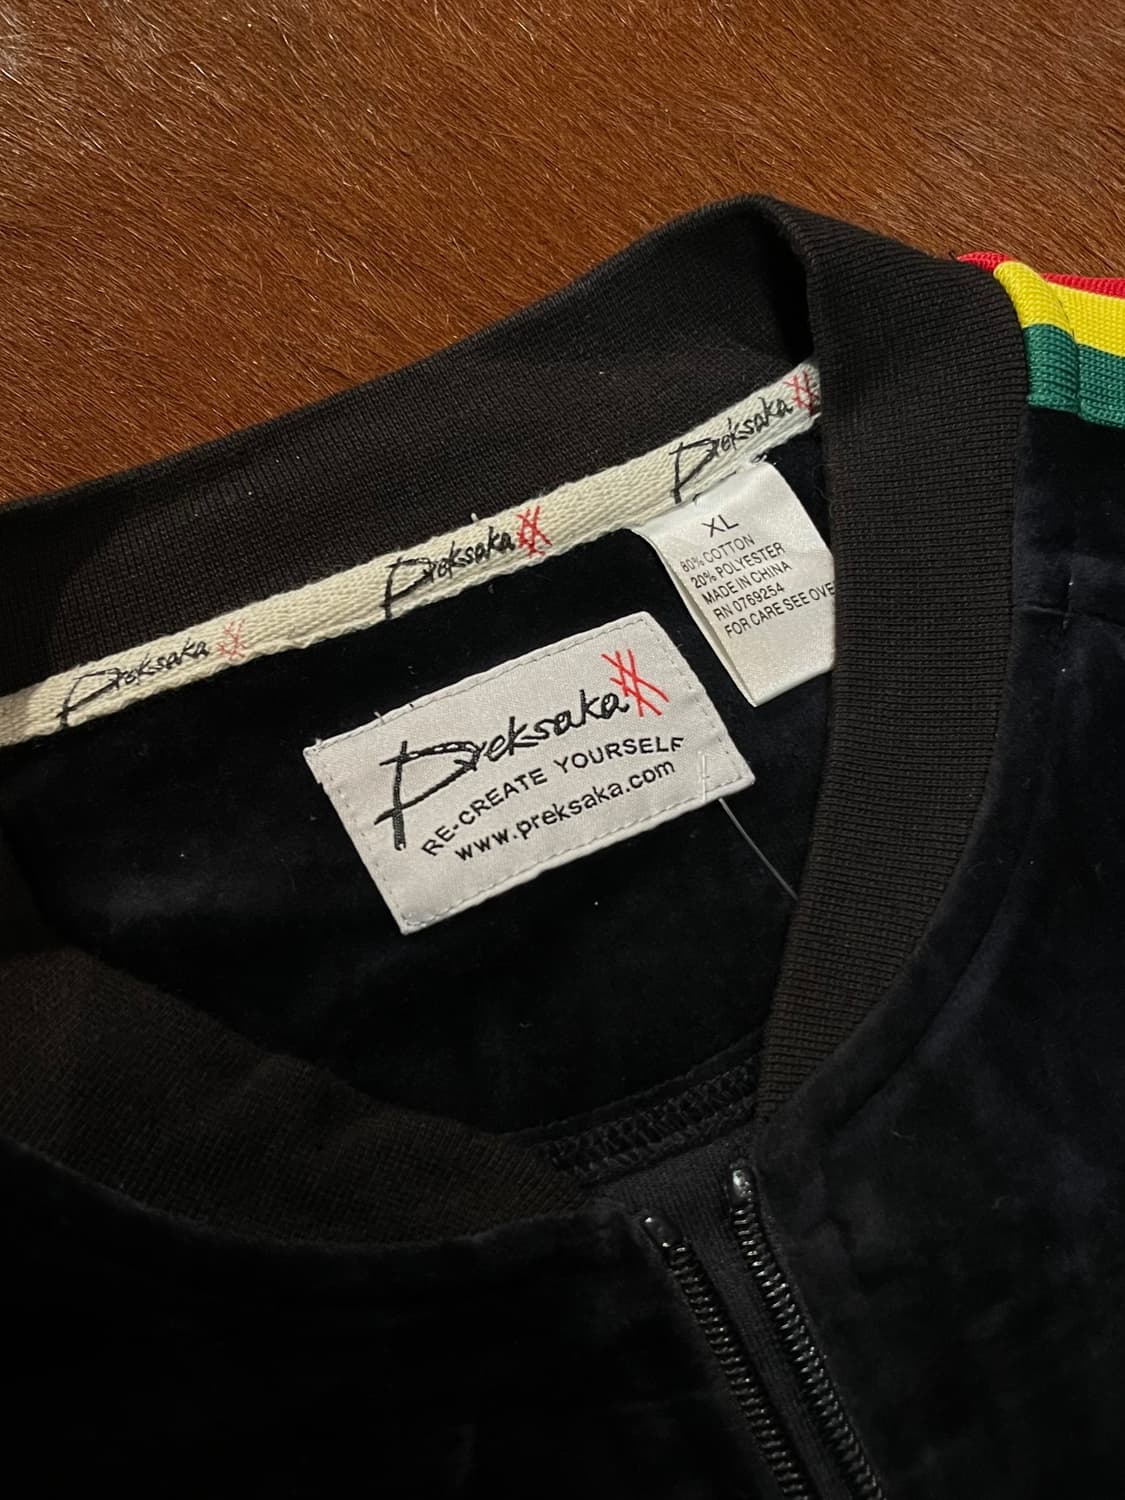 Preksaka
Preksaka
Preksaka
XL
80% COTTON
20% POLYESTER
MADE IN CHINA
RN 0769254
FOR CARE SEE OVE
Preksaka
RE-CREATE YOURSELF
www.preksaka.com